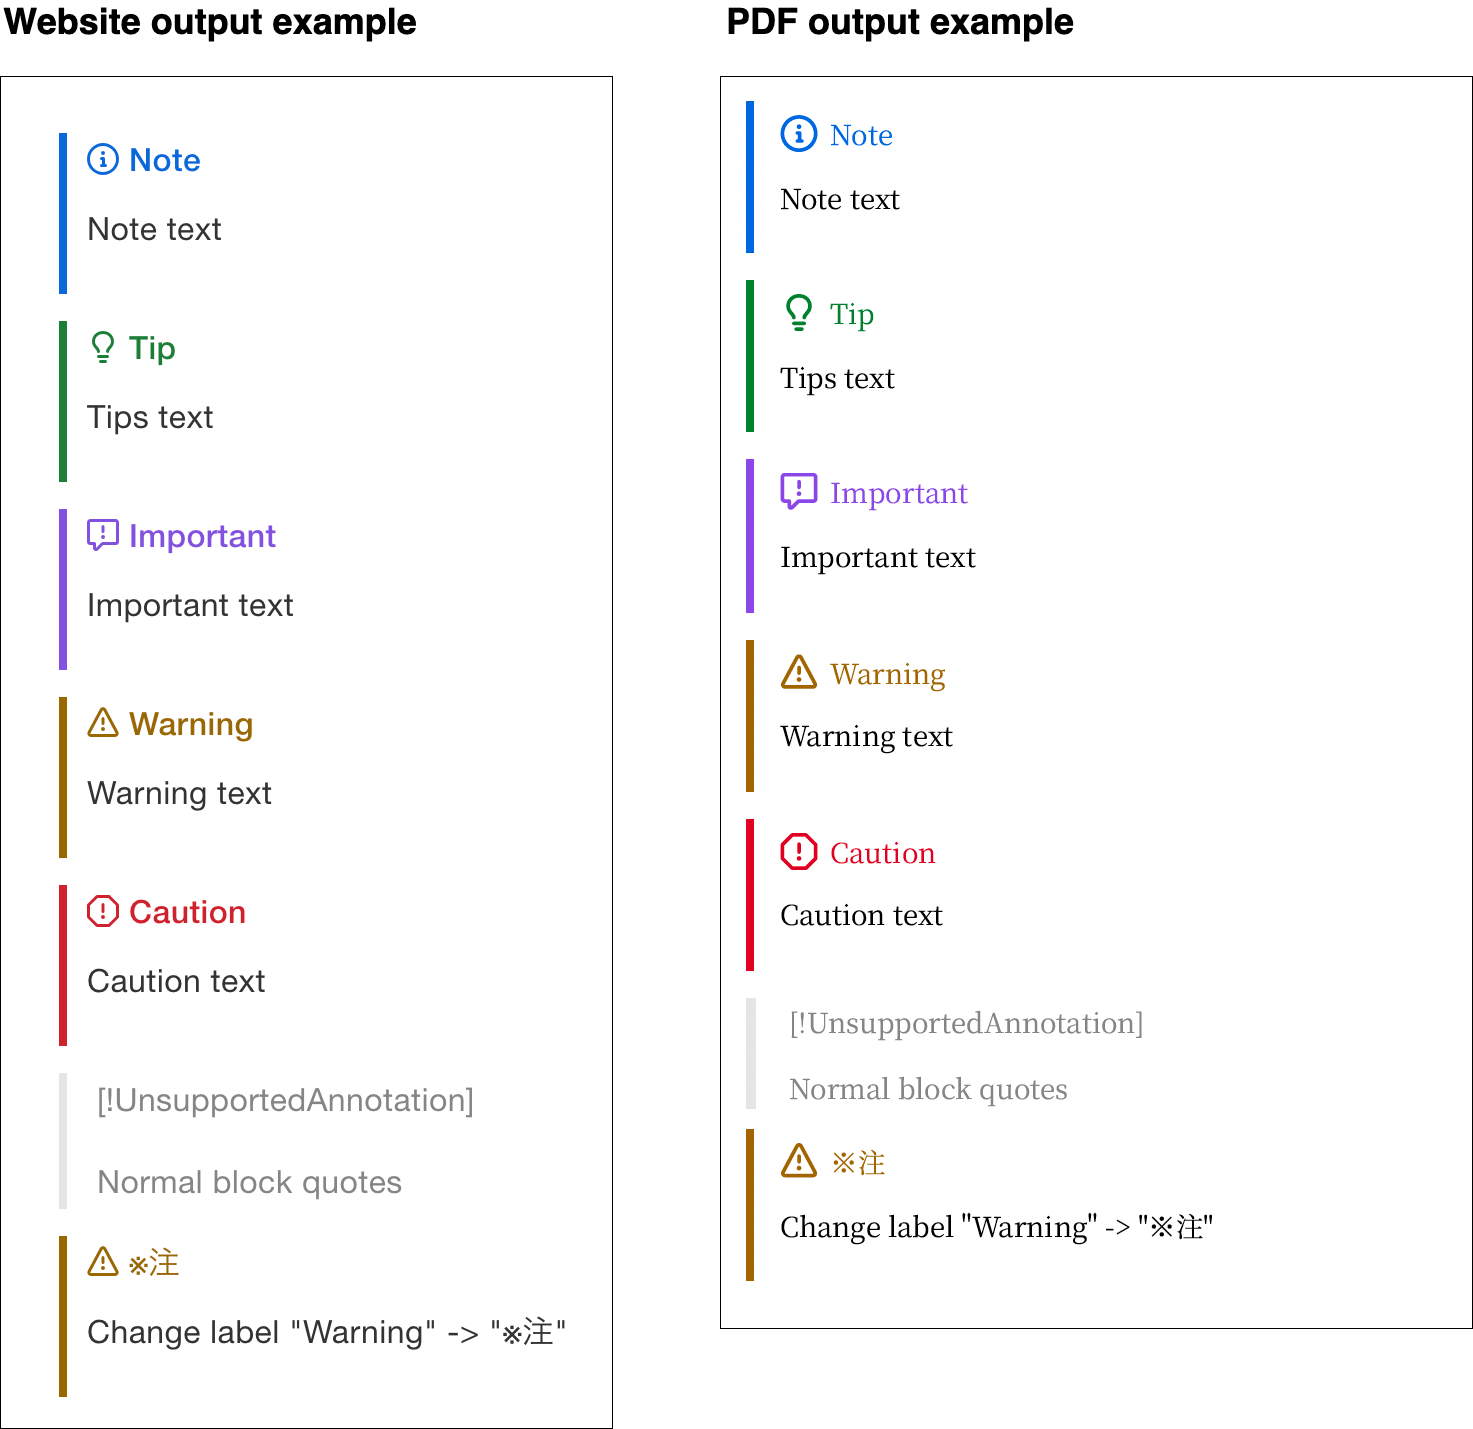 Website output example
Note
Note text
Tip
Tips text
Important
Important text
Warning
Warning text
Caution
Caution text
[!UnsupportedAnnotation]
Normal block quotes
※注
Change label "Warning" -> "※注"
PDF output example
Note
Note text
Tip
Tips text
Important
Important text
Warning
Warning text
Caution
Caution text
[!UnsupportedAnnotation]
Normal block quotes
※注
Change label "Warning" -> "※注"